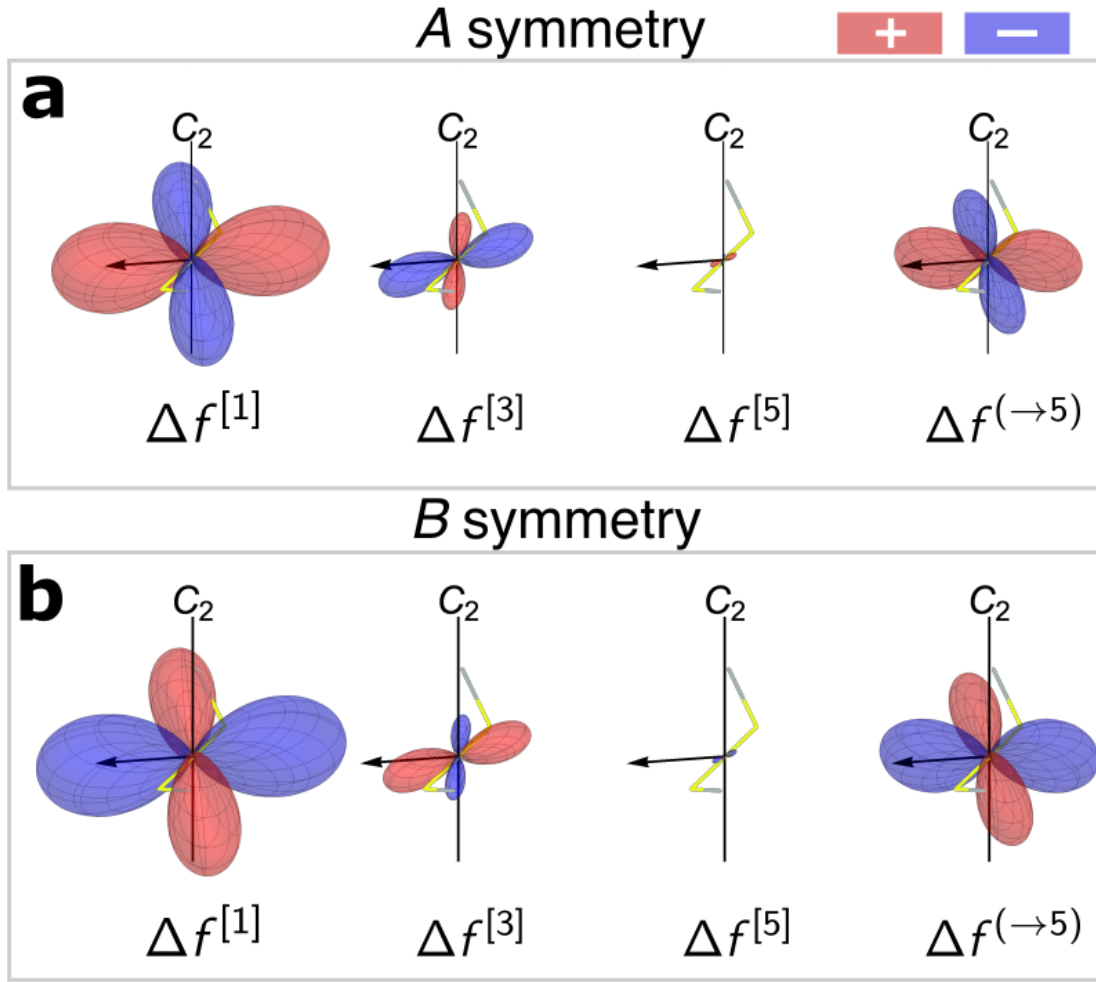 A symmetry + −
a
C₂ C₂ C₂ C₂
Δf^[1] Δf^[3] Δf^[5] Δf^(→5)
B symmetry
b
C₂ C₂ C₂ C₂
Δf^[1] Δf^[3] Δf^[5] Δf^(→5)